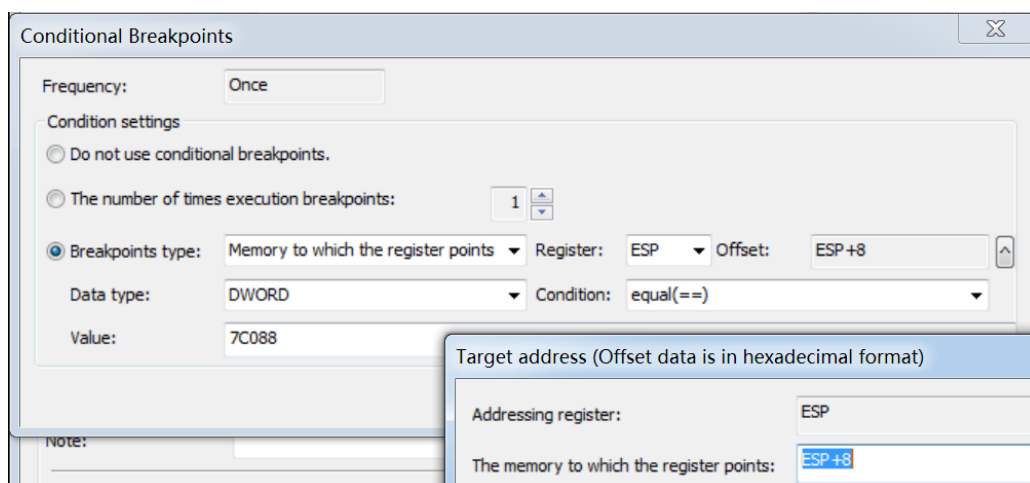 Conditional Breakpoints
Frequency: Once
Condition settings
Do not use conditional breakpoints.
The number of times execution breakpoints: 1
Breakpoints type: Memory to which the register points Register: ESP Offset: ESP+8
Data type: DWORD Condition: equal(==)
Value: 7C088
Target address (Offset data is in hexadecimal format)
Addressing register: ESP
Note:
The memory to which the register points: ESP+8